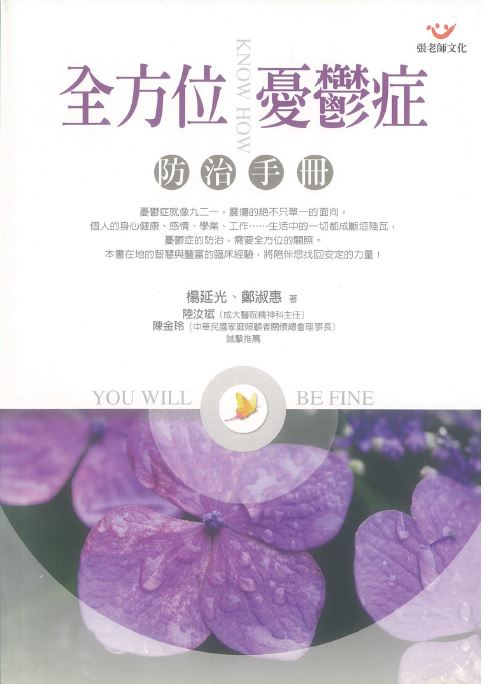 張老師文化
KNOW HOW
全方位 憂鬱症
防治手冊
憂鬱症就像九二一，震傷的絕不只單一的面向，
個人的身心健康、感情、學業、工作……生活中的一切都成斷垣殘瓦，
憂鬱症的防治，需要全方位的關照。
本書在地的智慧與豐富的臨床經驗，將陪伴您找回安定的力量！
楊延光、鄭淑惠 著
陸汝斌（成大醫院精神科主任）
陳金玲（中華民國家庭照顧者關懷總會理事長）
誠摯推薦
YOU WILL BE FINE